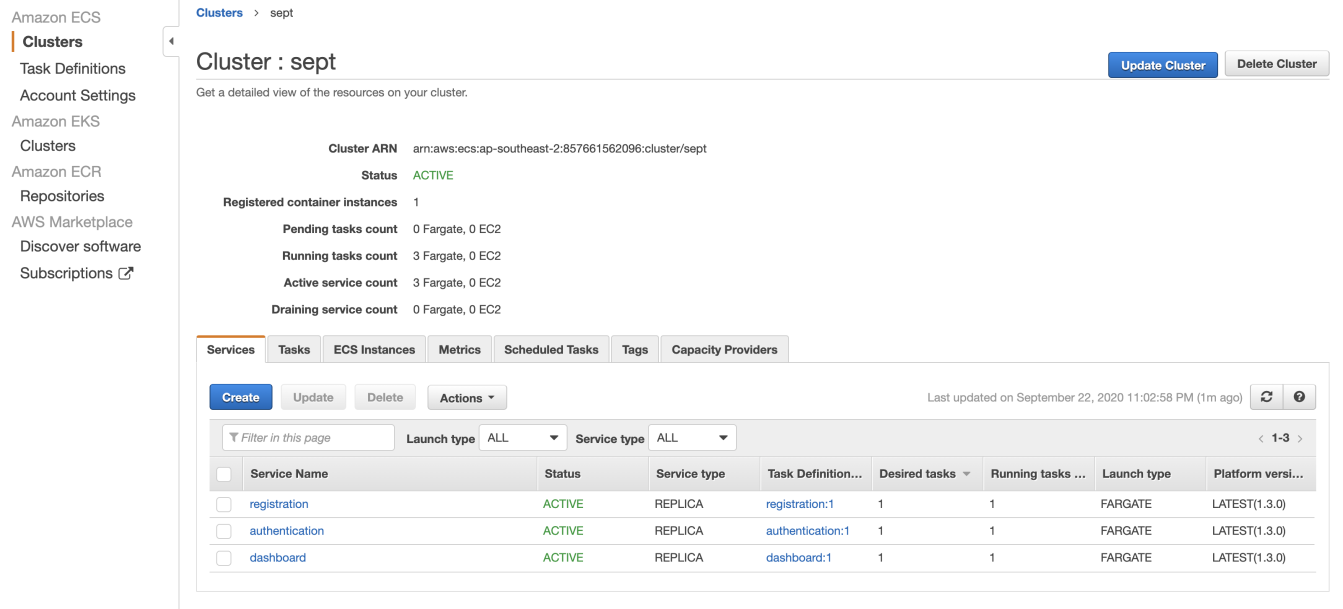 Amazon ECS
Clusters
Task Definitions
Account Settings
Amazon EKS
Clusters
Amazon ECR
Repositories
AWS Marketplace
Discover software
Subscriptions
Clusters > sept
Cluster : sept
Update Cluster Delete Cluster
Get a detailed view of the resources on your cluster.
Cluster ARN arn:aws:ecs:ap-southeast-2:857661562096:cluster/sept
Status ACTIVE
Registered container instances 1
Pending tasks count 0 Fargate, 0 EC2
Running tasks count 3 Fargate, 0 EC2
Active service count 3 Fargate, 0 EC2
Draining service count 0 Fargate, 0 EC2
Services Tasks ECS Instances Metrics Scheduled Tasks Tags Capacity Providers
Create Update Delete Actions Last updated on September 22, 2020 11:02:58 PM (1m ago) ?
Filter in this page Launch type ALL Service type ALL < 1-3 >
Service Name Status Service type Task Definition... Desired tasks Running tasks ... Launch type Platform versi...
registration ACTIVE REPLICA registration:1 1 1 FARGATE LATEST(1.3.0)
authentication ACTIVE REPLICA authentication:1 1 1 FARGATE LATEST(1.3.0)
dashboard ACTIVE REPLICA dashboard:1 1 1 FARGATE LATEST(1.3.0)